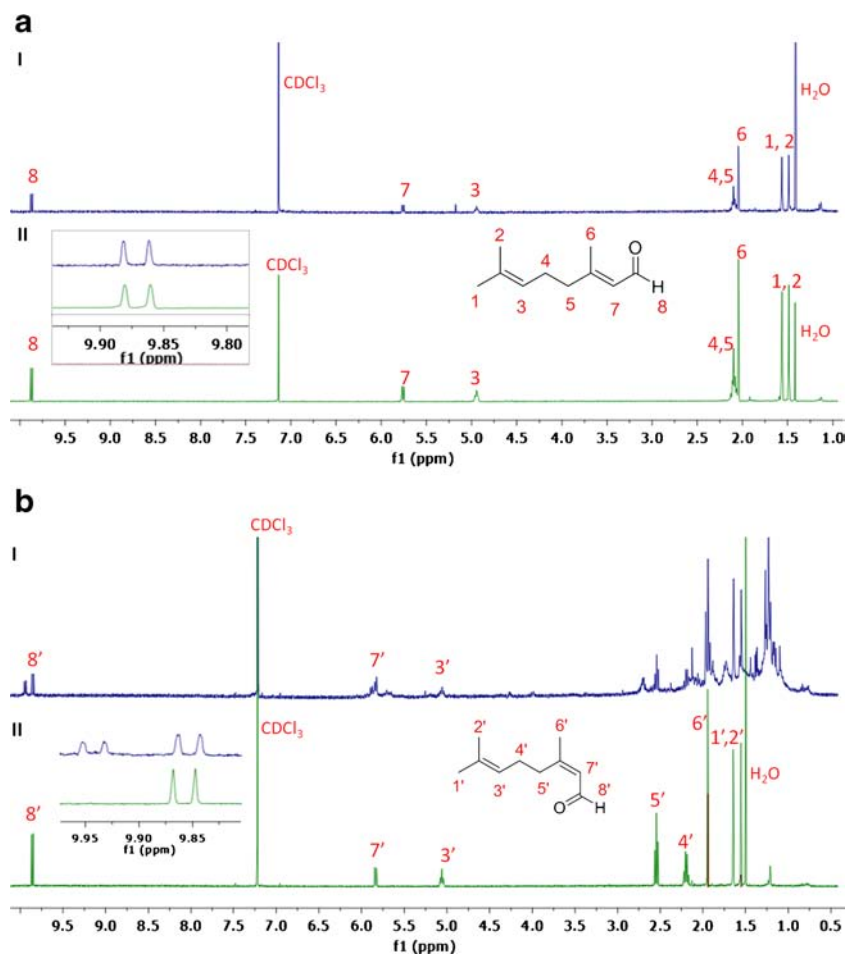 a
I
CDCl3
H2O
8
7
3
4,5
6
1, 2
II
CDCl3
8
9.90 9.85 9.80
f1 (ppm)
7
3
2
1
3
4
5
6
7
8
O
H
4,5
6
1, 2
H2O
9.5 9.0 8.5 8.0 7.5 7.0 6.5 6.0 5.5 5.0 4.5 4.0 3.5 3.0 2.5 2.0 1.5 1.0
f1 (ppm)
b
I
CDCl3
8'
7'
3'
II
CDCl3
8'
9.95 9.90 9.85
f1 (ppm)
7'
3'
2'
1'
3'
4'
5'
6'
7'
8'
O
5'
4'
6'
1',2'
H2O
9.5 9.0 8.5 8.0 7.5 7.0 6.5 6.0 5.5 5.0 4.5 4.0 3.5 3.0 2.5 2.0 1.5 1.0 0.5
f1 (ppm)